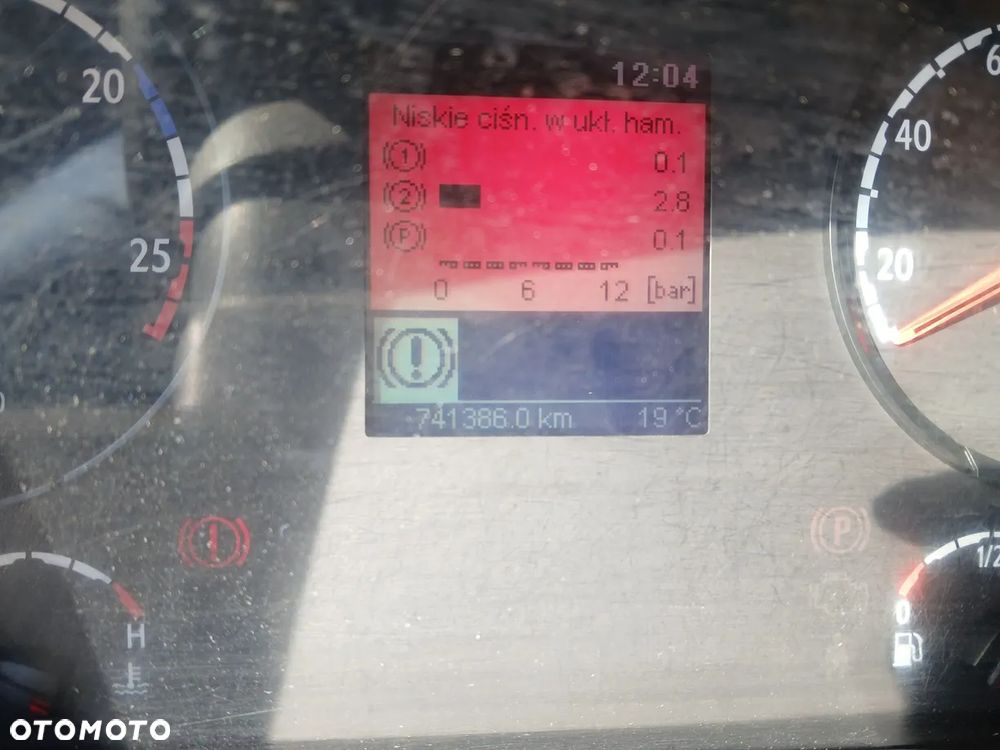 20
25
12:04
Niskie ciśn. w ukł. ham.
1 0.1
2 2.8
P 0.1
0 6 12 [bar]
741386.0 km 19 °C
6
40
20
P
1/2
0
H
OTOMOTO